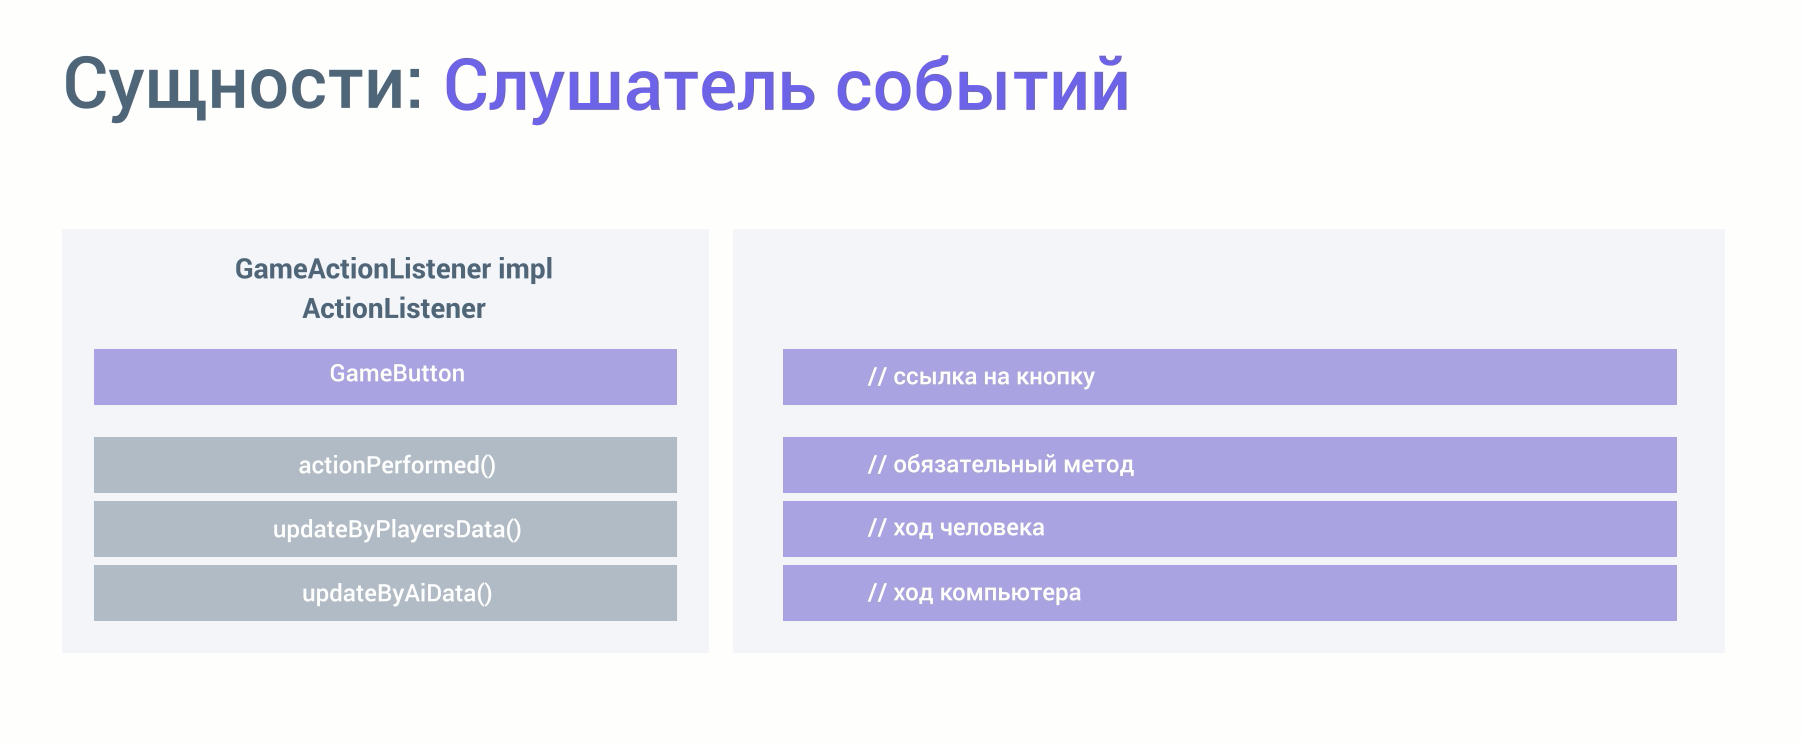 Сущности: Слушатель событий
GameActionListener impl
ActionListener
GameButton
// ссылка на кнопку
actionPerformed()
// обязательный метод
updateByPlayersData()
// ход человека
updateByAiData()
// ход компьютера